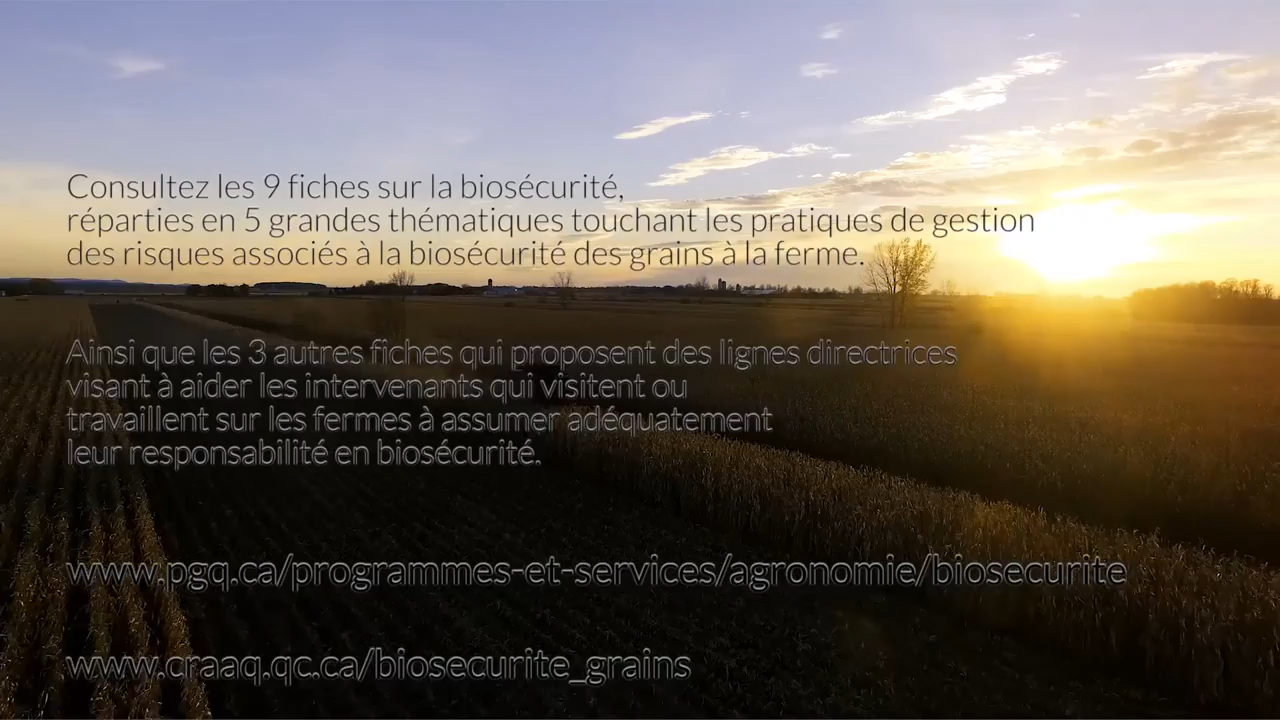 Consultez les 9 fiches sur la biosécurité,
réparties en 5 grandes thématiques touchant les pratiques de gestion
des risques associés à la biosécurité des grains à la ferme.
Ainsi que les 3 autres fiches qui proposent des lignes directrices
visant à aider les intervenants qui visitent ou
travaillent sur les fermes à assumer adéquatement
leur responsabilité en biosécurité.
www.pgq.ca/programmes-et-services/agronomie/biosecurite
www.craaq.qc.ca/biosecurite_grains